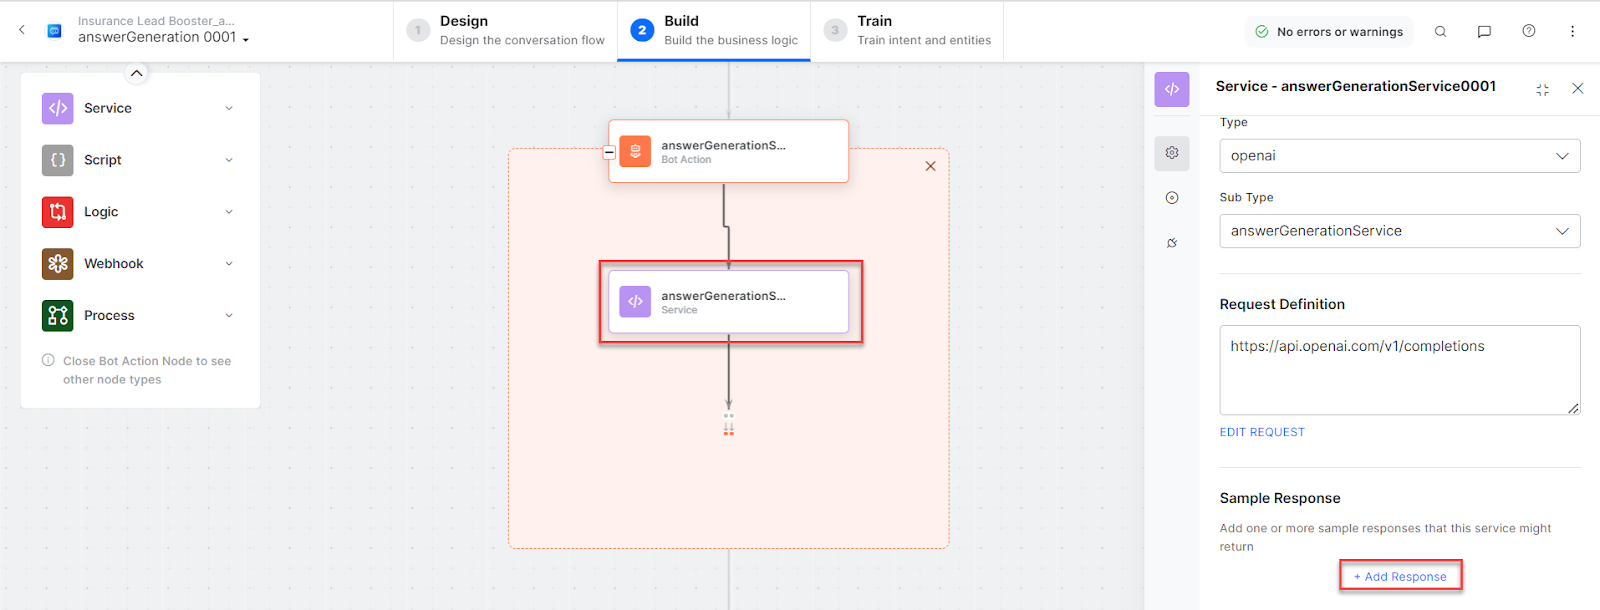 Insurance Lead Booster_a...
answerGeneration 0001
1
Design
Design the conversation flow
2
Build
Build the business logic
3
Train
Train intent and entities
No errors or warnings
Service
Script
Logic
Webhook
Process
Close Bot Action Node to see
other node types
answerGenerationS...
Bot Action
answerGenerationS...
Service
Service - answerGenerationService0001
Type
openai
Sub Type
answerGenerationService
Request Definition
https://api.openai.com/v1/completions
EDIT REQUEST
Sample Response
Add one or more sample responses that this service might
return
+ Add Response